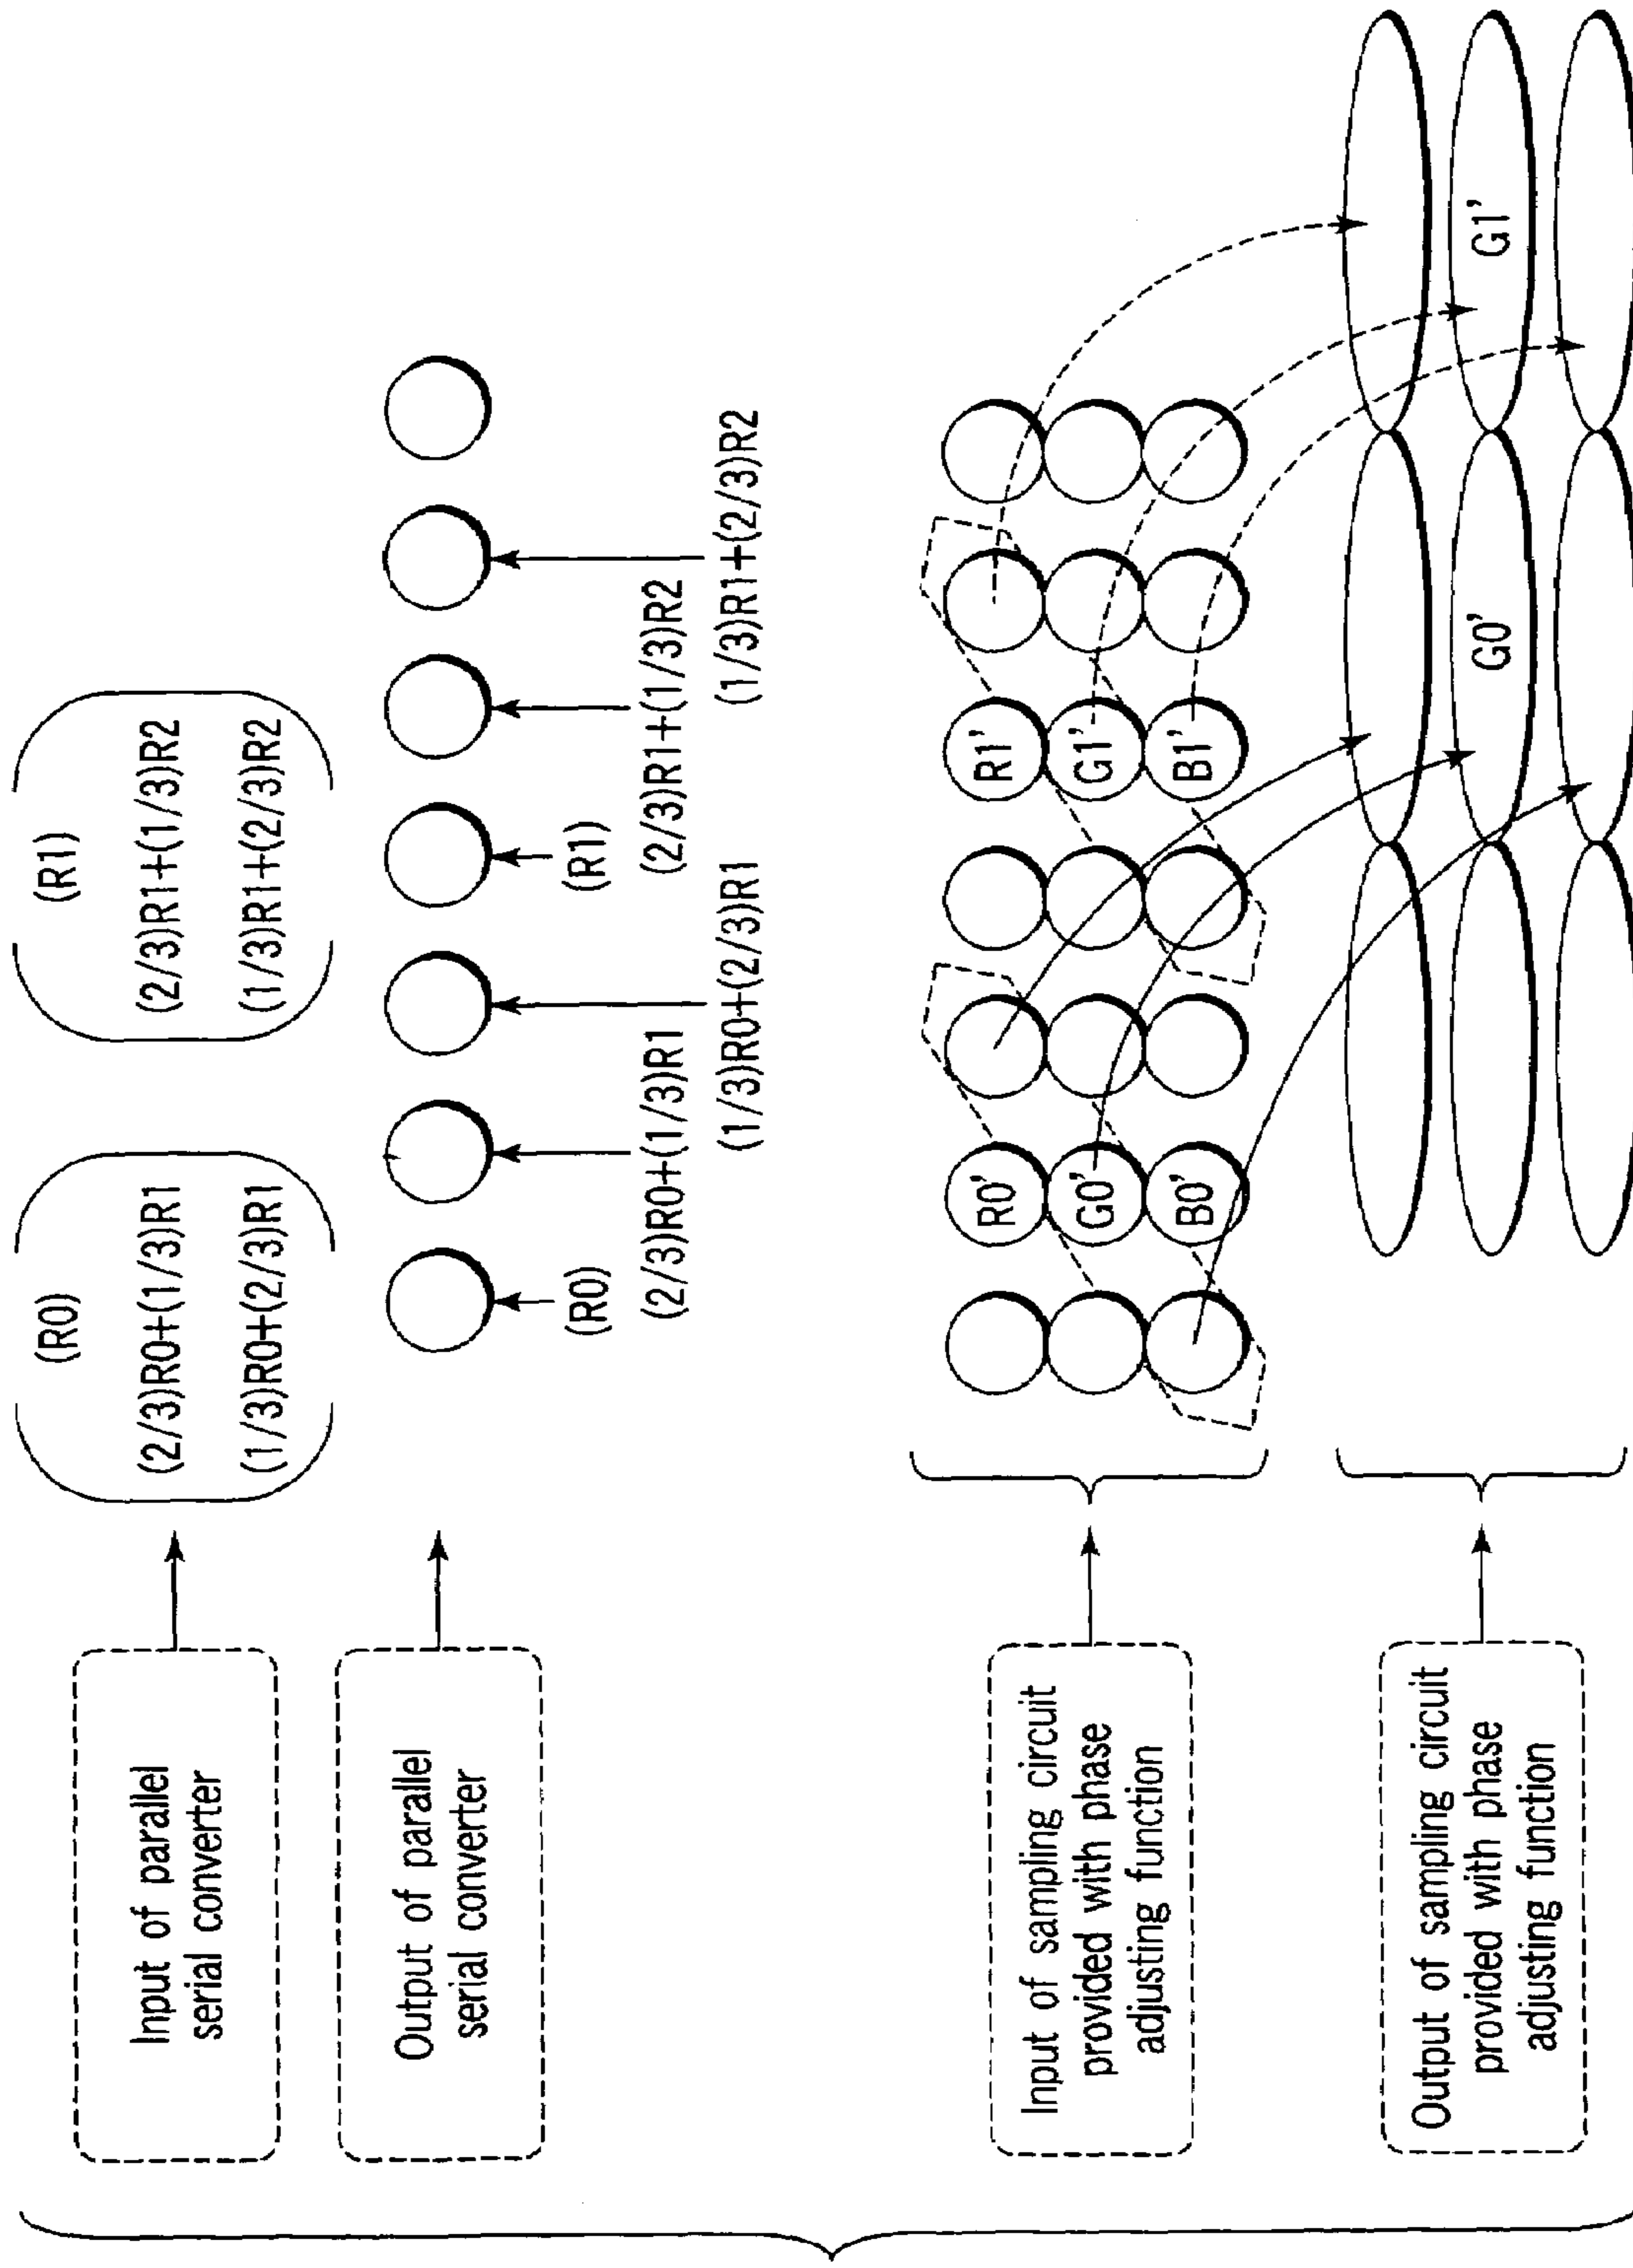 Input of parallel
serial converter
(R0)
(2/3)R0+(1/3)R1
(1/3)R0+(2/3)R1
(R1)
(2/3)R1+(1/3)R2
(1/3)R1+(2/3)R2
Output of parallel
serial converter
(R0)
(2/3)R0+(1/3)R1
(1/3)R0+(2/3)R1
(R1)
(2/3)R1+(1/3)R2
(1/3)R1+(2/3)R2
Input of sampling circuit
provided with phase
adjusting function
R0'
G0'
B0'
R1'
G1'
B1'
Output of sampling circuit
provided with phase
adjusting function
G0'
G1'